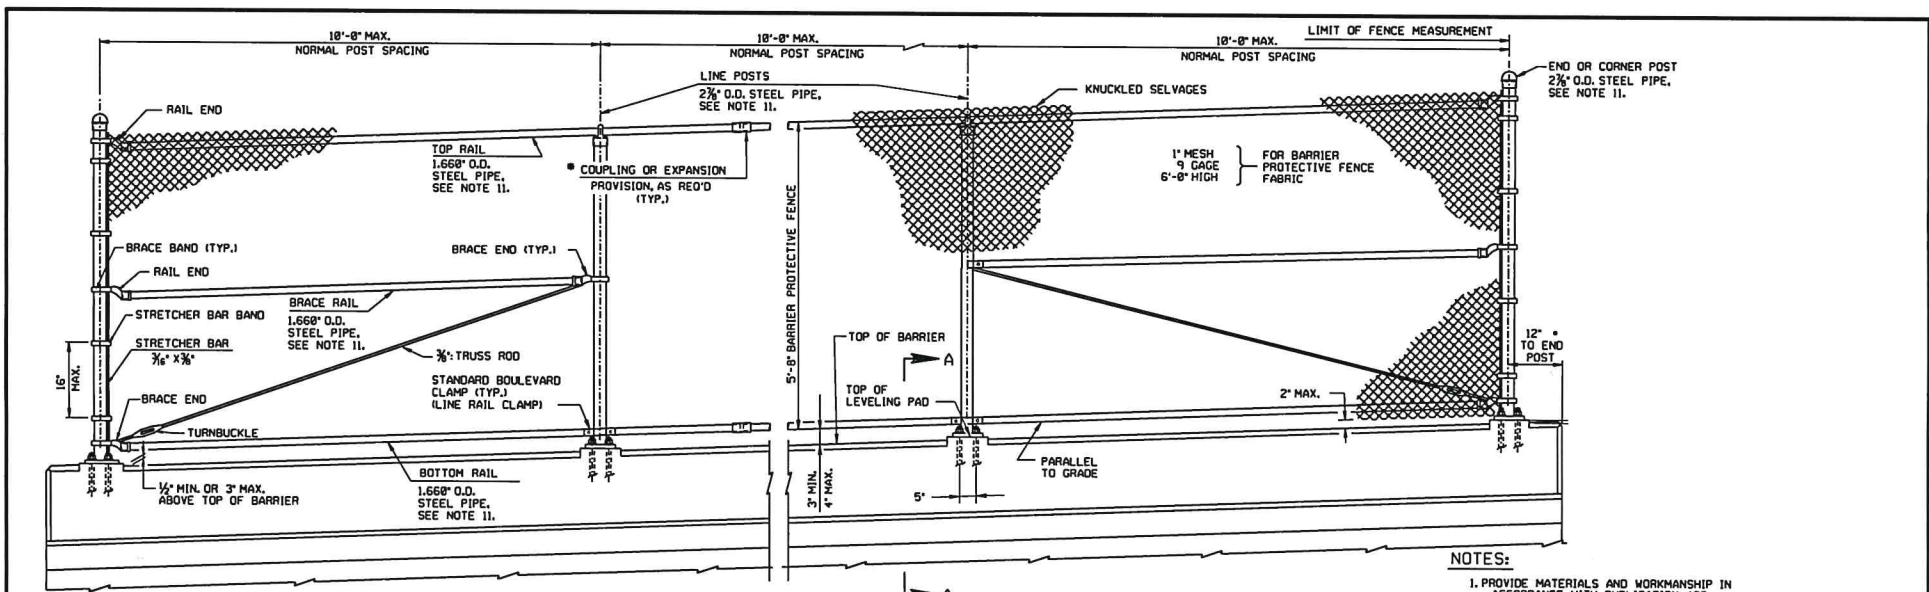 10'-0" MAX.
NORMAL POST SPACING
10'-0" MAX.
NORMAL POST SPACING
10'-0" MAX.
NORMAL POST SPACING
LIMIT OF FENCE MEASUREMENT
LINE POSTS
2⅞" O.D. STEEL PIPE,
SEE NOTE 11.
KNUCKLED SELVAGES
END OR CORNER POST
2⅞" O.D. STEEL PIPE,
SEE NOTE 11.
RAIL END
TOP RAIL
1.660" O.D.
STEEL PIPE,
SEE NOTE 11.
* COUPLING OR EXPANSION
PROVISION, AS REQ'D
(TYP.)
1" MESH
9 GAGE
6'-0" HIGH
FOR BARRIER
PROTECTIVE FENCE
FABRIC
5'-8" BARRIER PROTECTIVE FENCE
BRACE BAND (TYP.)
RAIL END
BRACE END (TYP.)
BRACE RAIL
1.660" O.D.
STEEL PIPE,
SEE NOTE 11.
STRETCHER BAR BAND
STRETCHER BAR
3/16" X ⅜"
16"
MAX.
⅜": TRUSS ROD
STANDARD BOULEVARD
CLAMP (TYP.)
(LINE RAIL CLAMP)
TOP OF BARRIER
A
TOP OF
LEVELING PAD
2" MAX.
12" *
TO END
POST
BRACE END
TURNBUCKLE
½" MIN. OR 3" MAX.
ABOVE TOP OF BARRIER
BOTTOM RAIL
1.660" O.D.
STEEL PIPE,
SEE NOTE 11.
3" MIN.
4" MAX.
5"
PARALLEL
TO GRADE
A
NOTES:
1. PROVIDE MATERIALS AND WORKMANSHIP IN